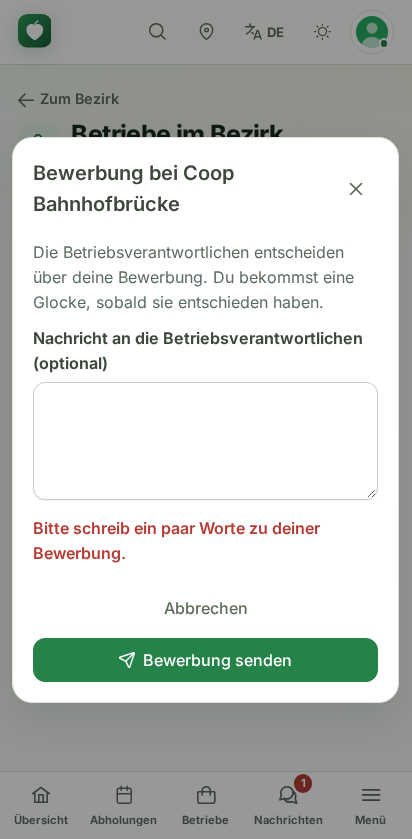 DE
Zum Bezirk
Betriebe im Bezirk
Bewerbung bei Coop
Bahnhofbrücke
Die Betriebsverantwortlichen entscheiden
über deine Bewerbung. Du bekommst eine
Glocke, sobald sie entschieden haben.
Nachricht an die Betriebsverantwortlichen
(optional)
Bitte schreib ein paar Worte zu deiner
Bewerbung.
Abbrechen
Bewerbung senden
1
Übersicht
Abholungen
Betriebe
Nachrichten
Menü